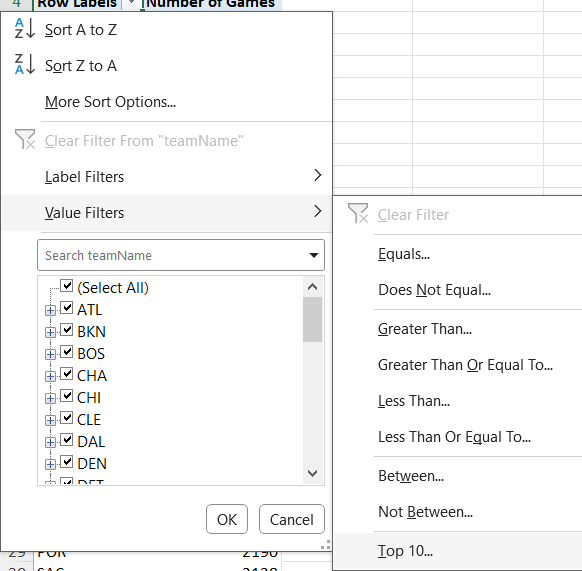 4 Row Labels Number of Games
Sort A to Z
Sort Z to A
More Sort Options...
Clear Filter From "teamName"
Label Filters
Value Filters
Search teamName
(Select All)
ATL
BKN
BOS
CHA
CHI
CLE
DAL
DEN
DET
OK Cancel
Clear Filter
Equals...
Does Not Equal...
Greater Than...
Greater Than Or Equal To...
Less Than...
Less Than Or Equal To...
Between...
Not Between...
Top 10...
29 POR 2190
SAC 2128